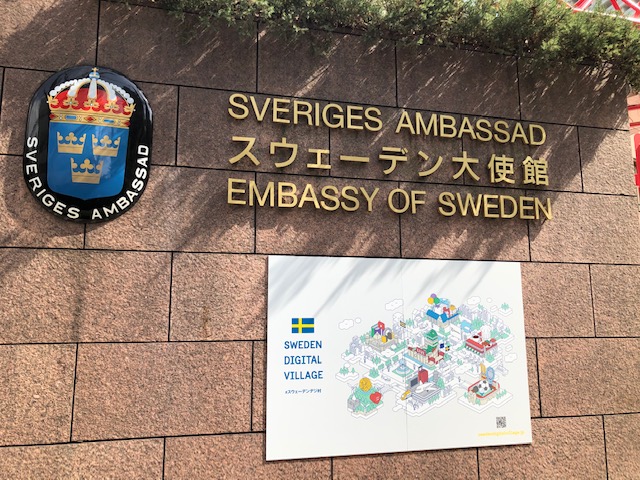 SVERIGES AMBASSAD
SVERIGES AMBASSAD
スウェーデン大使館
EMBASSY OF SWEDEN
SWEDEN
DIGITAL
VILLAGE